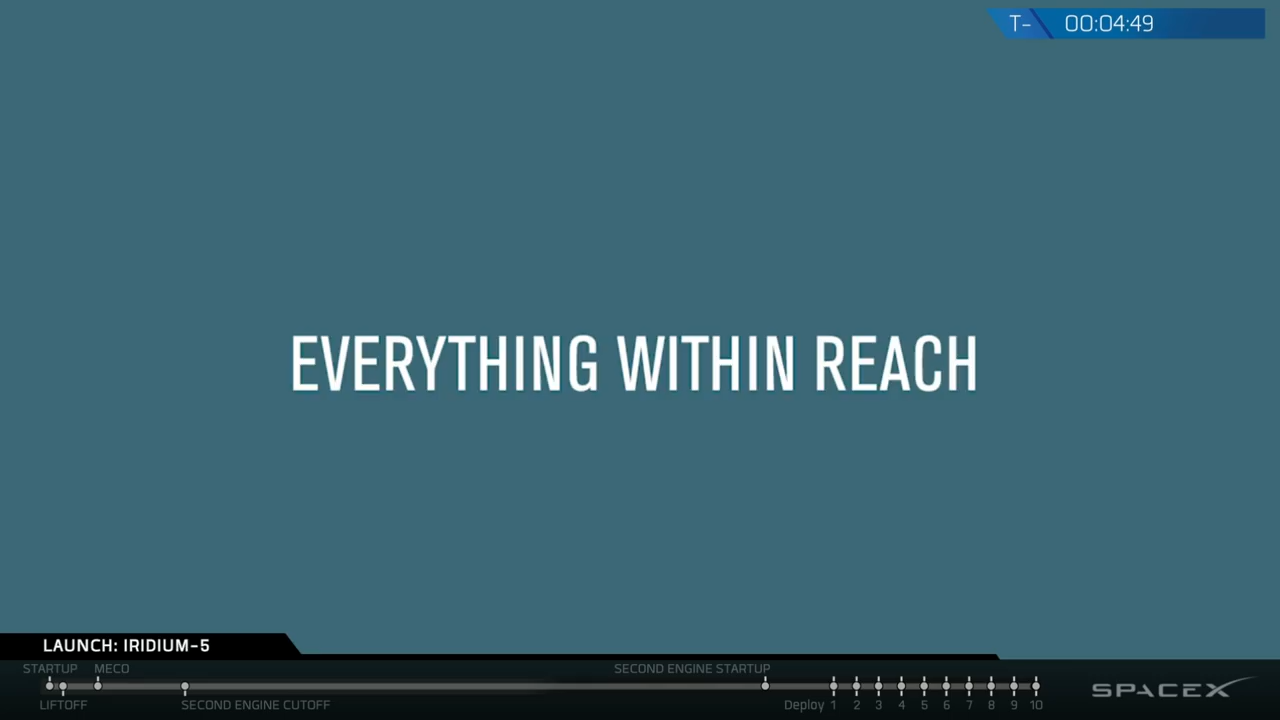 T- 00:04:49
EVERYTHING WITHIN REACH
LAUNCH: IRIDIUM-5
STARTUP MECO SECOND ENGINE STARTUP
LIFTOFF SECOND ENGINE CUTOFF Deploy 1 2 3 4 5 6 7 8 9 10
SPACEX